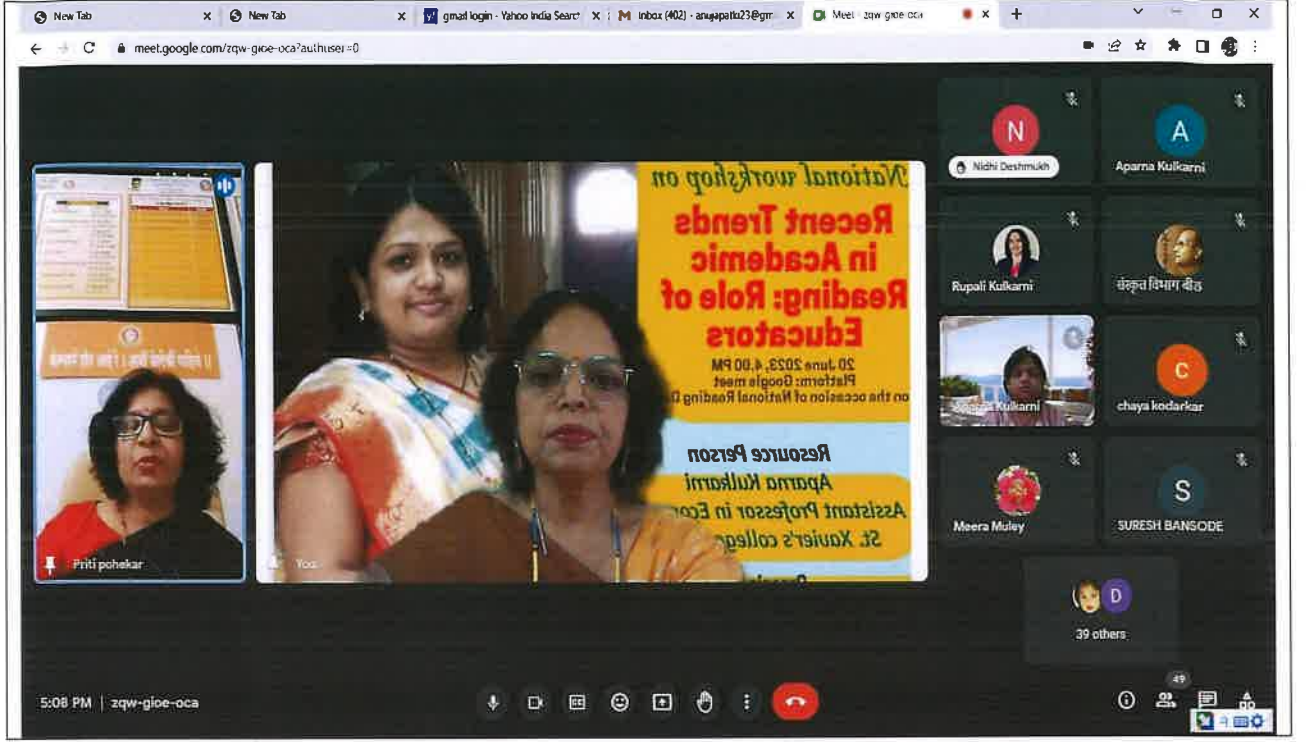 New Tab
New Tab
gmail login - Yahoo India Search
Inbox (402) - anujapatki23@gm
Meet - zqw-gioe-oca
meet.google.com/zqw-gioe-oca?authuser=0
National workshop on
Recent Trends
in Academic
Reading: Role of
Educators
20 June 2023, 4.00 PM
Platform: Google meet
on the occasion of National Reading D
Resource Person
Aparna Kulkarni
Assistant Professor in Econ
St. Xavier's college
Priti pohekar
You
N
Nidhi Deshmukh
A
Aparna Kulkarni
Rupali Kulkarni
संस्कृत विभाग बीड
Aparna Kulkarni
C
chaya kodarkar
Meera Muley
S
SURESH BANSODE
D
39 others
5:08 PM | zqw-gioe-oca
CC
49